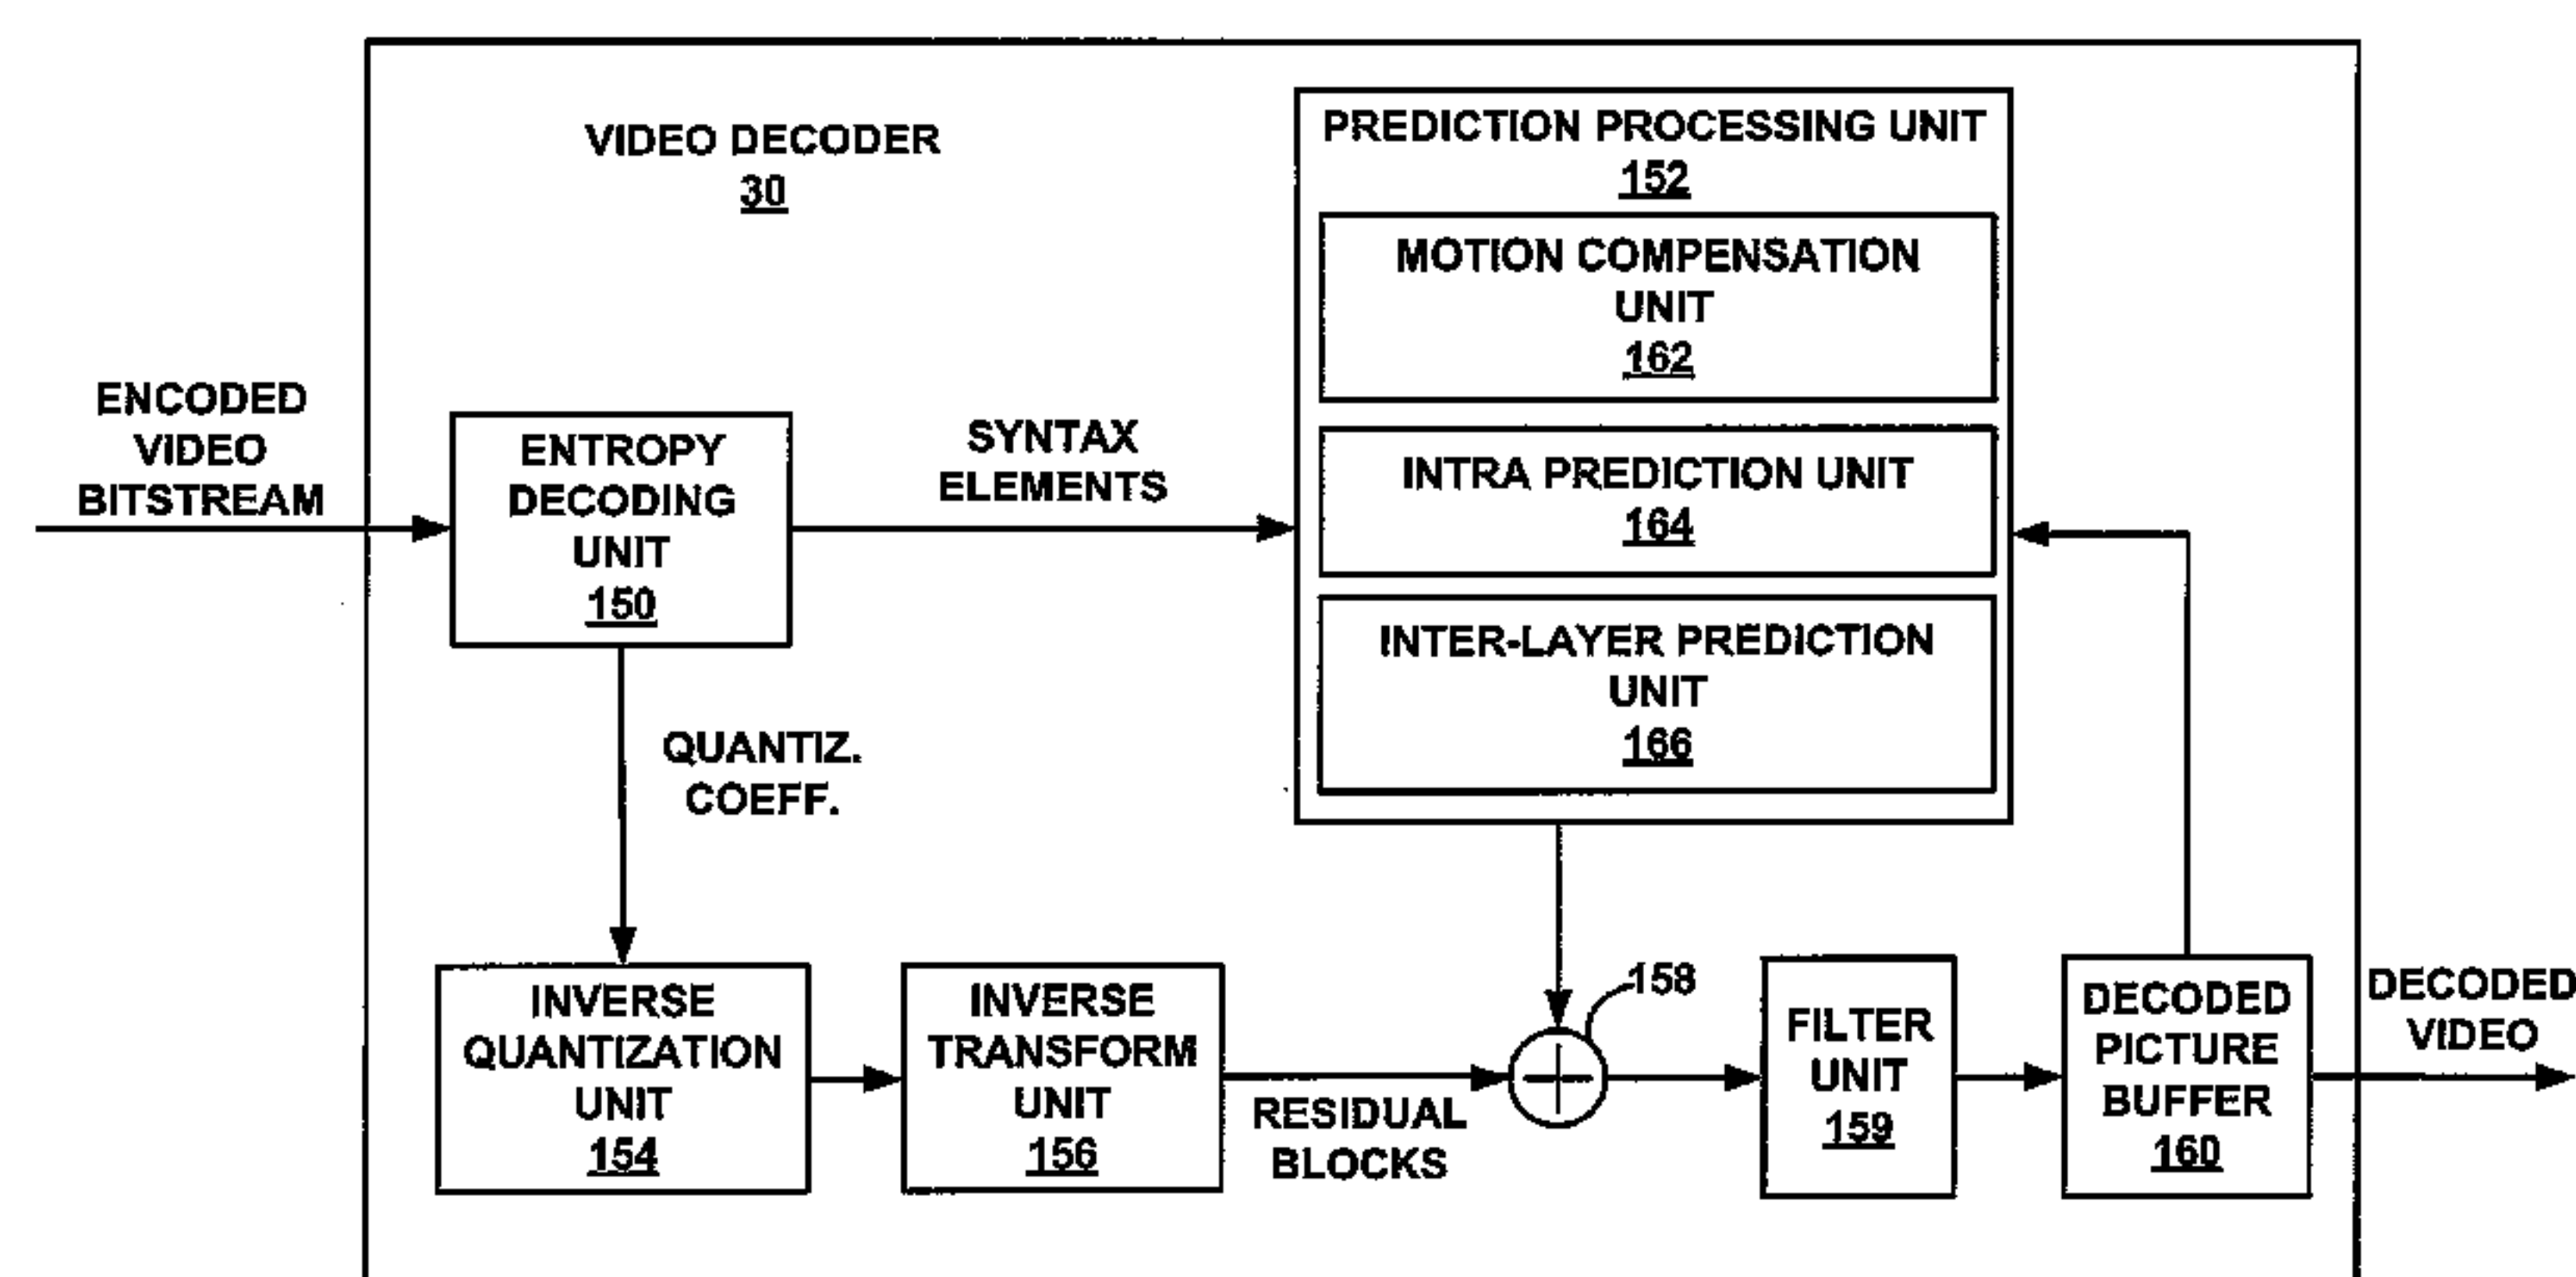 VIDEO DECODER
30
PREDICTION PROCESSING UNIT
152
MOTION COMPENSATION
UNIT
162
INTRA PREDICTION UNIT
164
INTER-LAYER PREDICTION
UNIT
166
ENCODED
VIDEO
BITSTREAM
ENTROPY
DECODING
UNIT
150
SYNTAX
ELEMENTS
QUANTIZ.
COEFF.
INVERSE
QUANTIZATION
UNIT
154
INVERSE
TRANSFORM
UNIT
156
RESIDUAL
BLOCKS
158
FILTER
UNIT
159
DECODED
PICTURE
BUFFER
160
DECODED
VIDEO